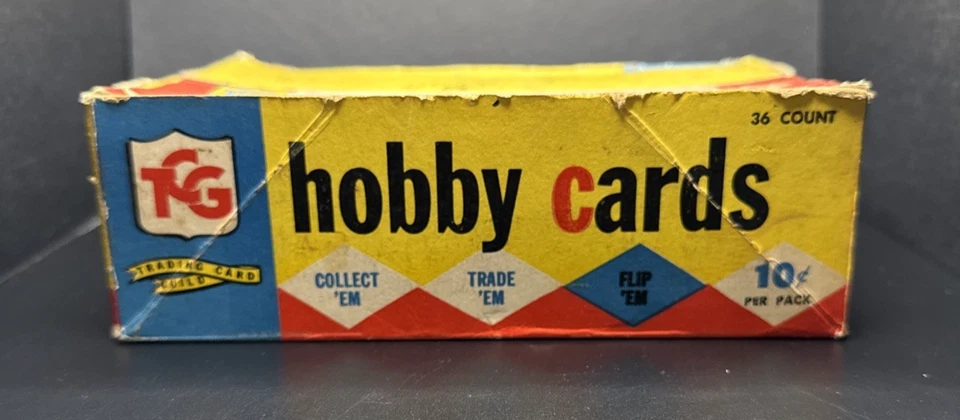 36 COUNT
TCG
hobby cards
TRADING CARD
GUILD
COLLECT
'EM
TRADE
'EM
FLIP
'EM
10¢
PER PACK